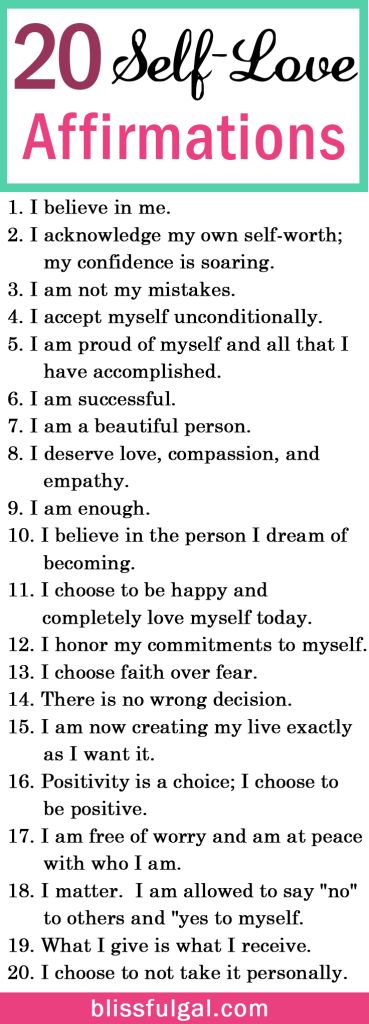 20 Self-Love
Affirmations
1. I believe in me.
2. I acknowledge my own self-worth;
my confidence is soaring.
3. I am not my mistakes.
4. I accept myself unconditionally.
5. I am proud of myself and all that I
have accomplished.
6. I am successful.
7. I am a beautiful person.
8. I deserve love, compassion, and
empathy.
9. I am enough.
10. I believe in the person I dream of
becoming.
11. I choose to be happy and
completely love myself today.
12. I honor my commitments to myself.
13. I choose faith over fear.
14. There is no wrong decision.
15. I am now creating my live exactly
as I want it.
16. Positivity is a choice; I choose to
be positive.
17. I am free of worry and am at peace
with who I am.
18. I matter.  I am allowed to say "no"
to others and "yes to myself.
19. What I give is what I receive.
20. I choose to not take it personally.
blissfulgal.com